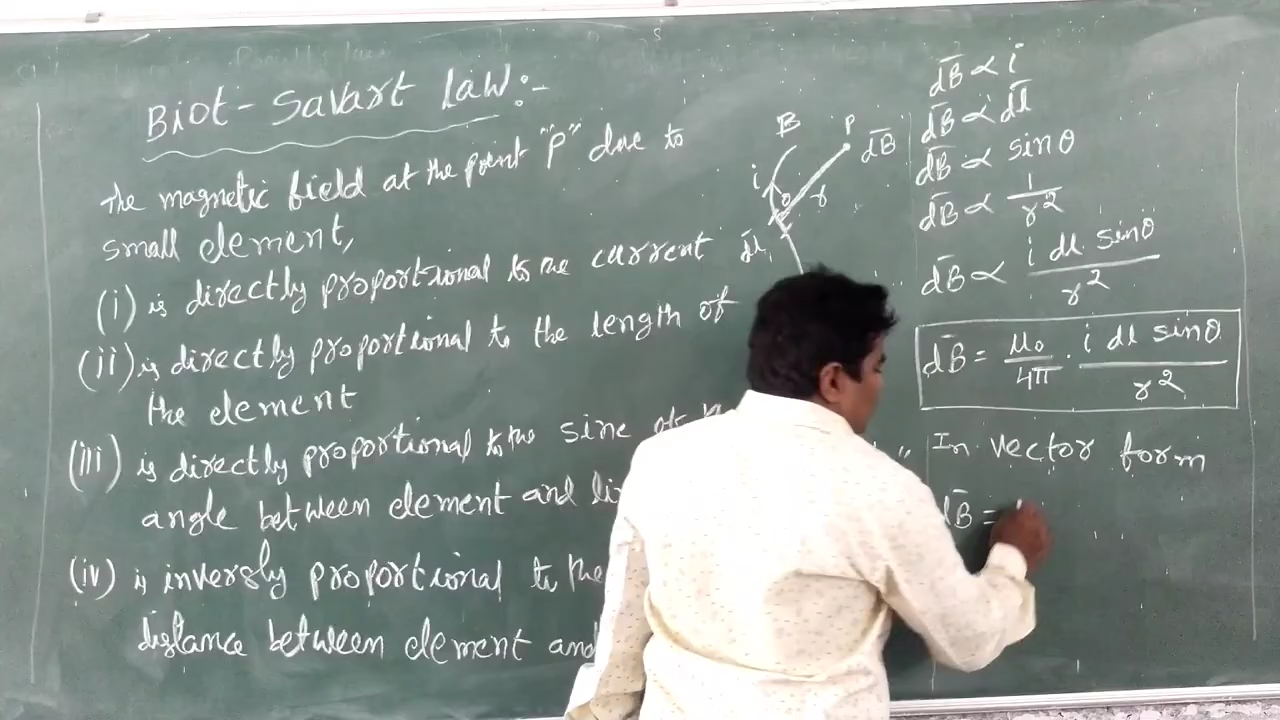 Biot-Savart Law:-
The magnetic field at the point "P" due to
small element,
(i) is directly proportional to the current
(ii) is directly proportional to the length of
the element
(iii) is directly proportional to the sine of
angle between element and
(iv) is inversly proportional to the
distance between element and
B
P
dB̅
i
θ
r
dl̅
dB̅ ∝ i
dB̅ ∝ dl̅
dB̅ ∝ sinθ
dB̅ ∝ 1/r²
dB̅ ∝ i dl sinθ / r²
dB̅ = μ₀/4π · i dl sinθ / r²
In vector form
dB̅ =